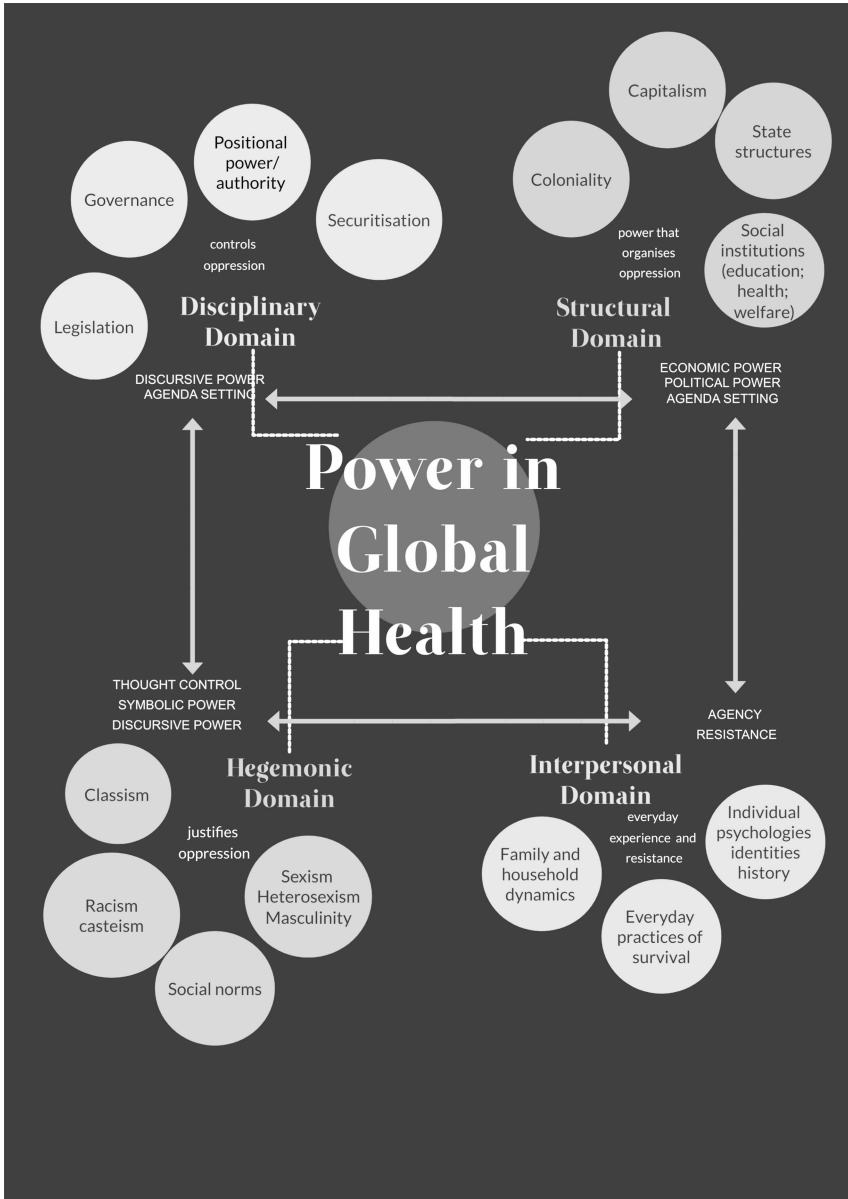 Governance
Positional
power/
authority
Securitisation
Legislation
controls
oppression
Disciplinary
Domain
DISCURSIVE POWER
AGENDA SETTING
Capitalism
State
structures
Coloniality
Social
institutions
(education;
health;
welfare)
power that
organises
oppression
Structural
Domain
ECONOMIC POWER
POLITICAL POWER
AGENDA SETTING
Power in
Global
Health
THOUGHT CONTROL
SYMBOLIC POWER
DISCURSIVE POWER
Hegemonic
Domain
justifies
oppression
Classism
Racism
casteism
Social norms
Sexism
Heterosexism
Masculinity
AGENCY
RESISTANCE
Interpersonal
Domain
everyday
experience and
resistance
Family and
household
dynamics
Everyday
practices of
survival
Individual
psychologies
identities
history